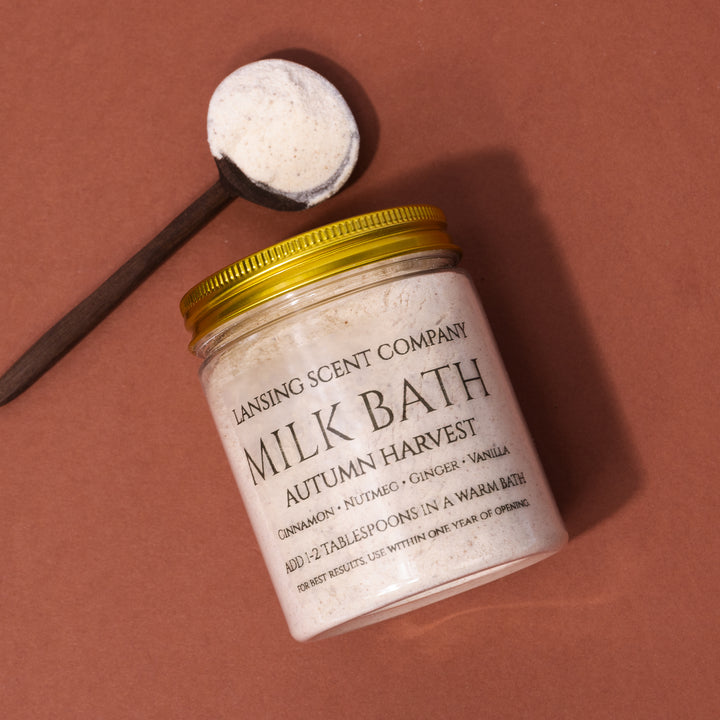 LANSING SCENT COMPANY
MILK BATH
AUTUMN HARVEST
CINNAMON • NUTMEG • GINGER • VANILLA
ADD 1-2 TABLESPOONS IN A WARM BATH
FOR BEST RESULTS, USE WITHIN ONE YEAR OF OPENING